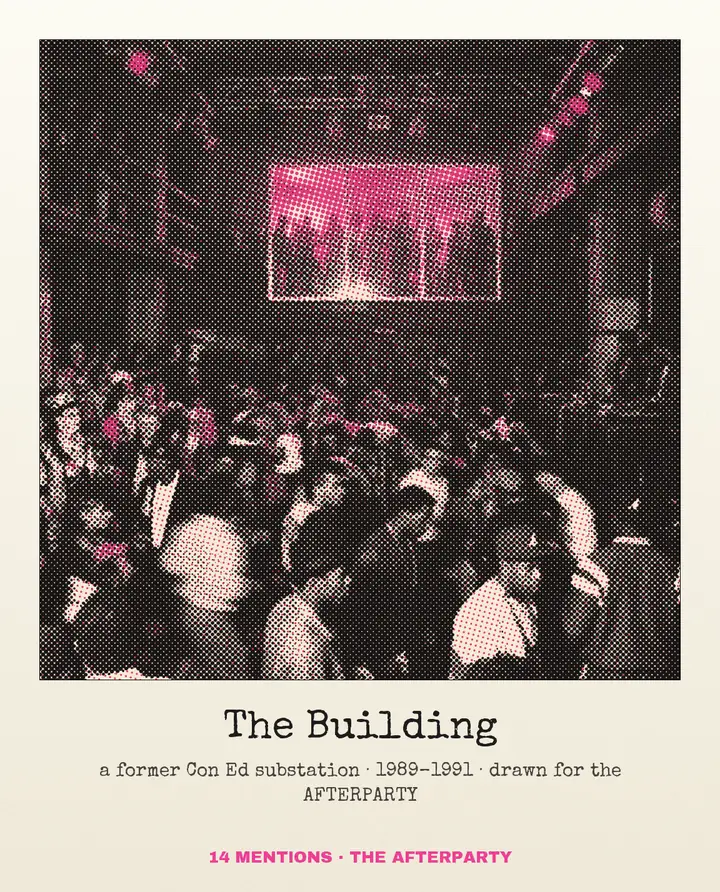 The Building
a former Con Ed substation · 1989–1991 · drawn for the
AFTERPARTY
14 MENTIONS · THE AFTERPARTY